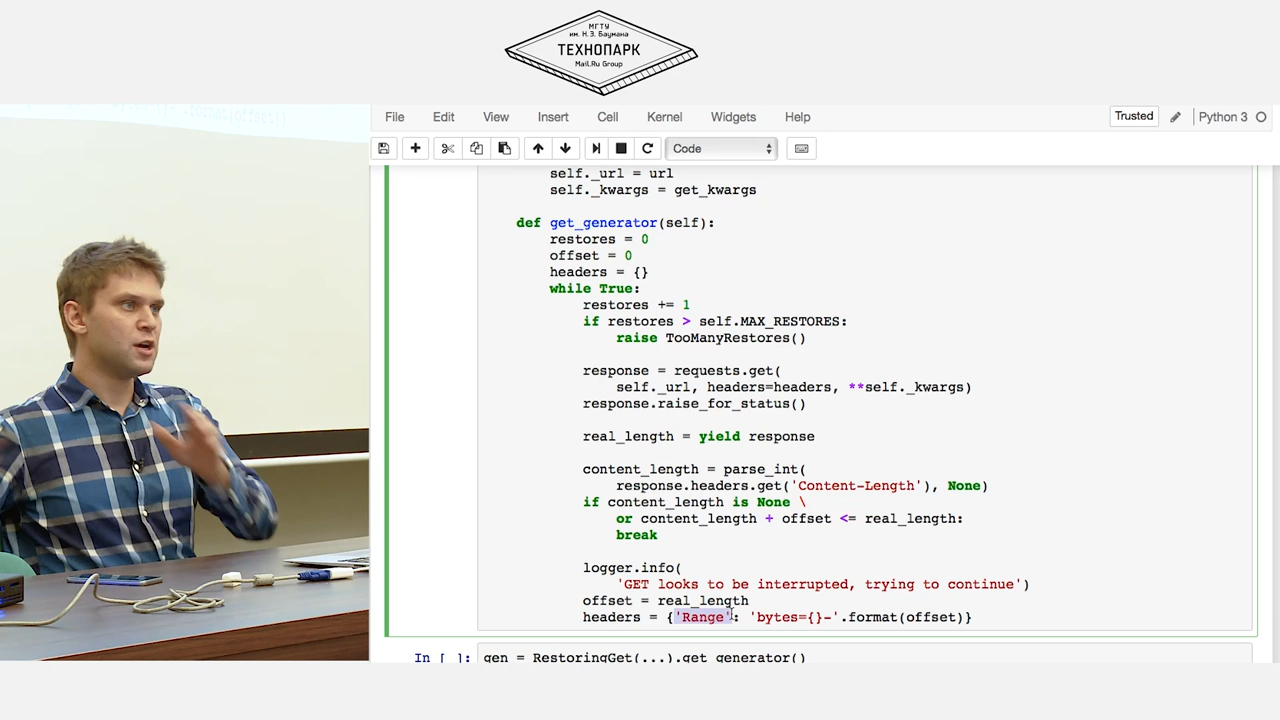 МГТУ
им. Н.Э. Баумана
ТЕХНОПАРК
Mail.Ru Group
File Edit View Insert Cell Kernel Widgets Help Trusted Python 3
Code
self._url = url
self._kwargs = get_kwargs
def get_generator(self):
restores = 0
offset = 0
headers = {}
while True:
restores += 1
if restores > self.MAX_RESTORES:
raise TooManyRestores()
response = requests.get(
self._url, headers=headers, **self._kwargs)
response.raise_for_status()
real_length = yield response
content_length = parse_int(
response.headers.get('Content-Length'), None)
if content_length is None \
or content_length + offset <= real_length:
break
logger.info(
'GET looks to be interrupted, trying to continue')
offset = real_length
headers = {'Range': 'bytes={}-'.format(offset)}
In [ ]: gen = RestoringGet(...).get_generator()